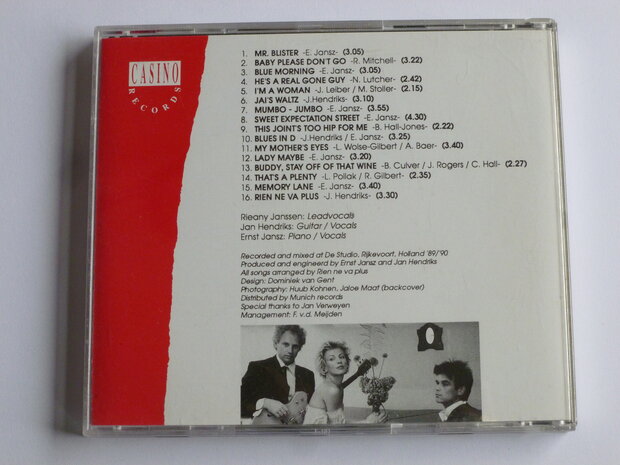 CASINO
RECORDS
1. MR. BLISTER -E. Jansz- (3.05)
2. BABY PLEASE DON'T GO -R. Mitchell- (3.22)
3. BLUE MORNING -E. Jansz- (3.05)
4. HE'S A REAL GONE GUY -N. Lutcher- (2.42)
5. I'M A WOMAN -J. Leiber / M. Stoller- (2.15)
6. JAI'S WALTZ -J.Hendriks- (3.10)
7. MUMBO - JUMBO -E. Jansz- (3.55)
8. SWEET EXPECTATION STREET -E. Jansz- (4.30)
9. THIS JOINT'S TOO HIP FOR ME -B. Hall-Jones- (2.22)
10. BLUES IN D -J.Hendriks / E. Jansz- (3.25)
11. MY MOTHER'S EYES -L. Wolse-Gilbert / A. Baer- (3.40)
12. LADY MAYBE -E. Jansz- (3.20)
13. BUDDY, STAY OFF OF THAT WINE -B. Culver / J. Rogers / C. Hall- (2.27)
14. THAT'S A PLENTY -L. Pollak / R. Gilbert- (2.35)
15. MEMORY LANE -E. Jansz- (3.40)
16. RIEN NE VA PLUS -J. Hendriks- (3.30)
Rieany Janssen: Leadvocals
Jan Hendriks: Guitar / Vocals
Ernst Jansz: Piano / Vocals
Recorded and mixed at De Studio, Rijkevoort, Holland '89/'90
Produced and engineerd by Ernst Jansz and Jan Hendriks
All songs arranged by Rien ne va plus
Design: Dominiek van Gent
Photography: Huub Kohnen, Jaloe Maat (backcover)
Distributed by Munich records
Special thanks to Jan Verweyen
Management: F. v.d. Meijden